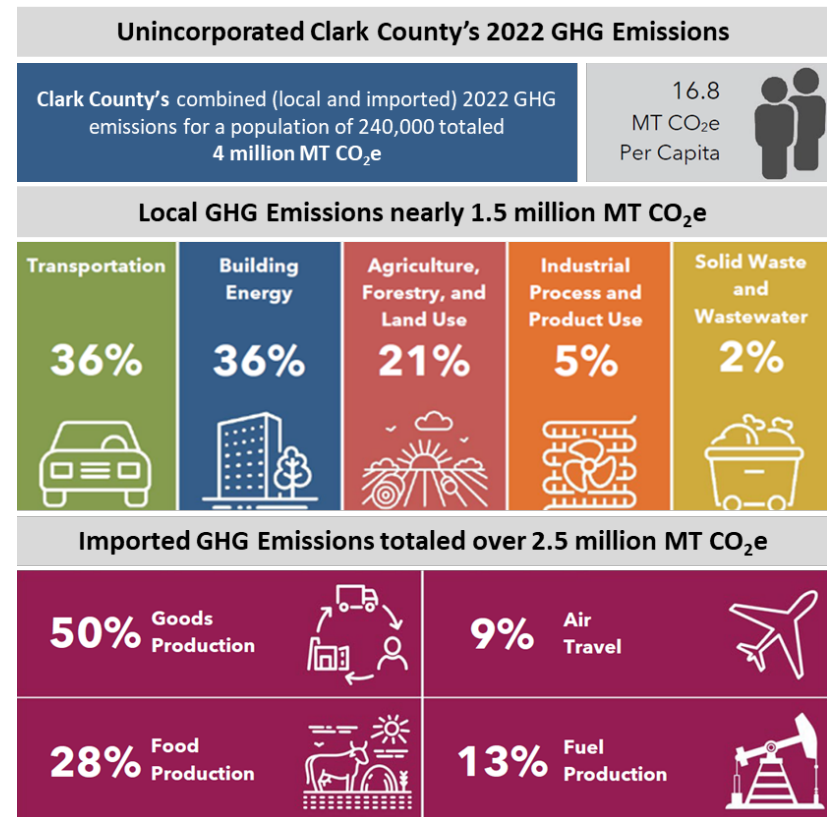 Unincorporated Clark County's 2022 GHG Emissions
Clark County's combined (local and imported) 2022 GHG
emissions for a population of 240,000 totaled
4 million MT CO₂e
16.8
MT CO₂e
Per Capita
Local GHG Emissions nearly 1.5 million MT CO₂e
Transportation
36%
Building
Energy
36%
Agriculture,
Forestry, and
Land Use
21%
Industrial
Process and
Product Use
5%
Solid Waste
and
Wastewater
2%
Imported GHG Emissions totaled over 2.5 million MT CO₂e
50% Goods
Production
9% Air
Travel
28% Food
Production
13% Fuel
Production